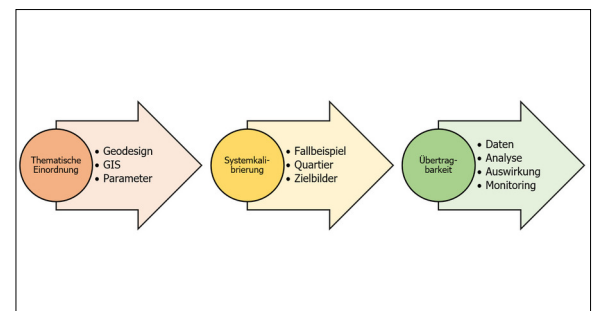 Thematische
Einordnung
• Geodesign
• GIS
• Parameter
Systemkali-
brierung
• Fallbeispiel
• Quartier
• Zielbilder
Übertrag-
barkeit
• Daten
• Analyse
• Auswirkung
• Monitoring